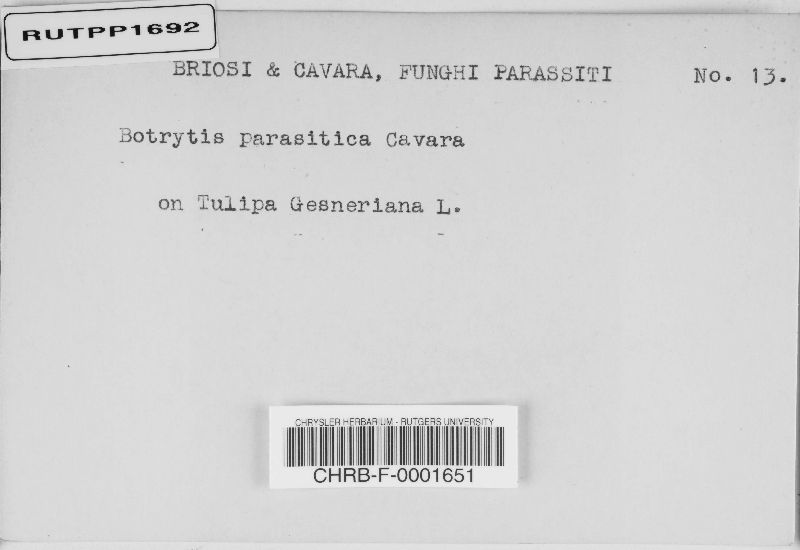 RUTPP1692
BRIOSI & CAVARA, FUNGHI PARASSITI No. 13.
Botrytis parasitica Cavara
on Tulipa Gesneriana L.
CHRYSLER HERBARIUM - RUTGERS UNIVERSITY
CHRB-F-0001651